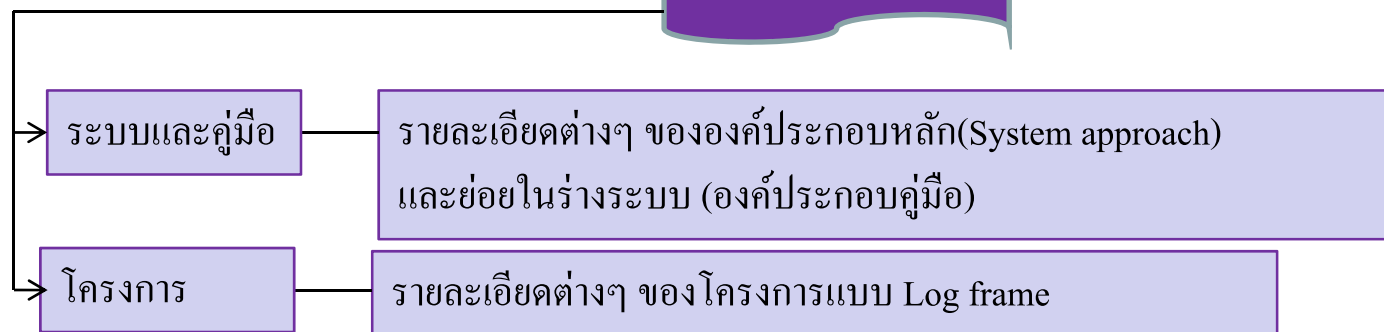 ระบบและคู่มือ
รายละเอียดต่างๆ ขององค์ประกอบหลัก(System approach)
และย่อยในร่างระบบ (องค์ประกอบคู่มือ)
โครงการ
รายละเอียดต่างๆ ของโครงการแบบ Log frame